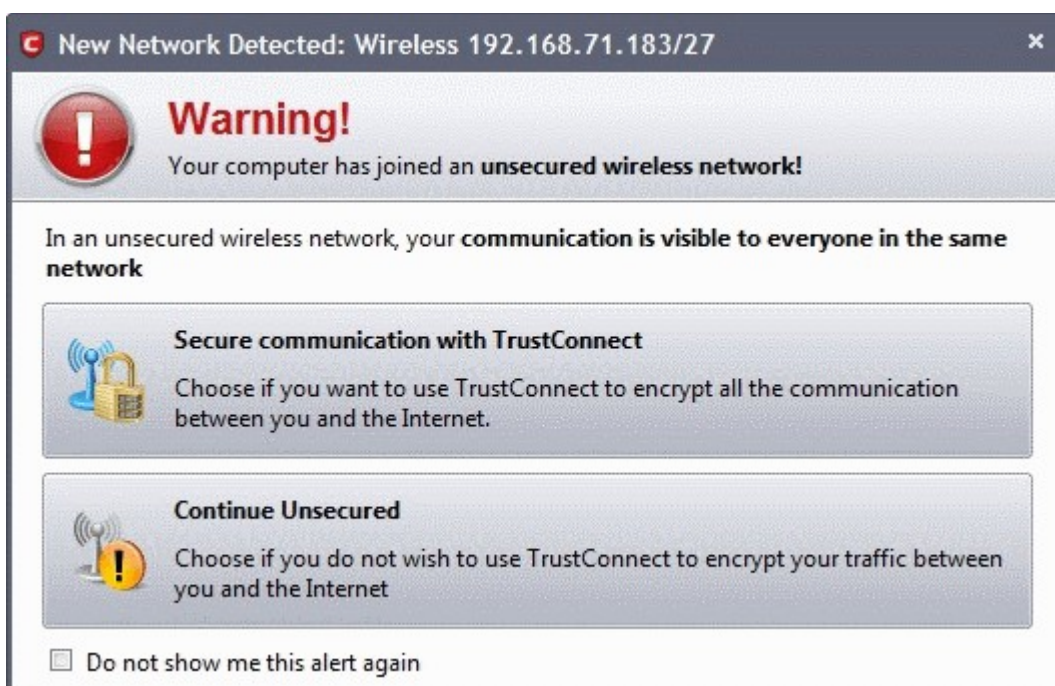 New Network Detected: Wireless 192.168.71.183/27
Warning!
Your computer has joined an unsecured wireless network!
In an unsecured wireless network, your communication is visible to everyone in the same
network
Secure communication with TrustConnect
Choose if you want to use TrustConnect to encrypt all the communication
between you and the Internet.
Continue Unsecured
Choose if you do not wish to use TrustConnect to encrypt your traffic between
you and the Internet
Do not show me this alert again